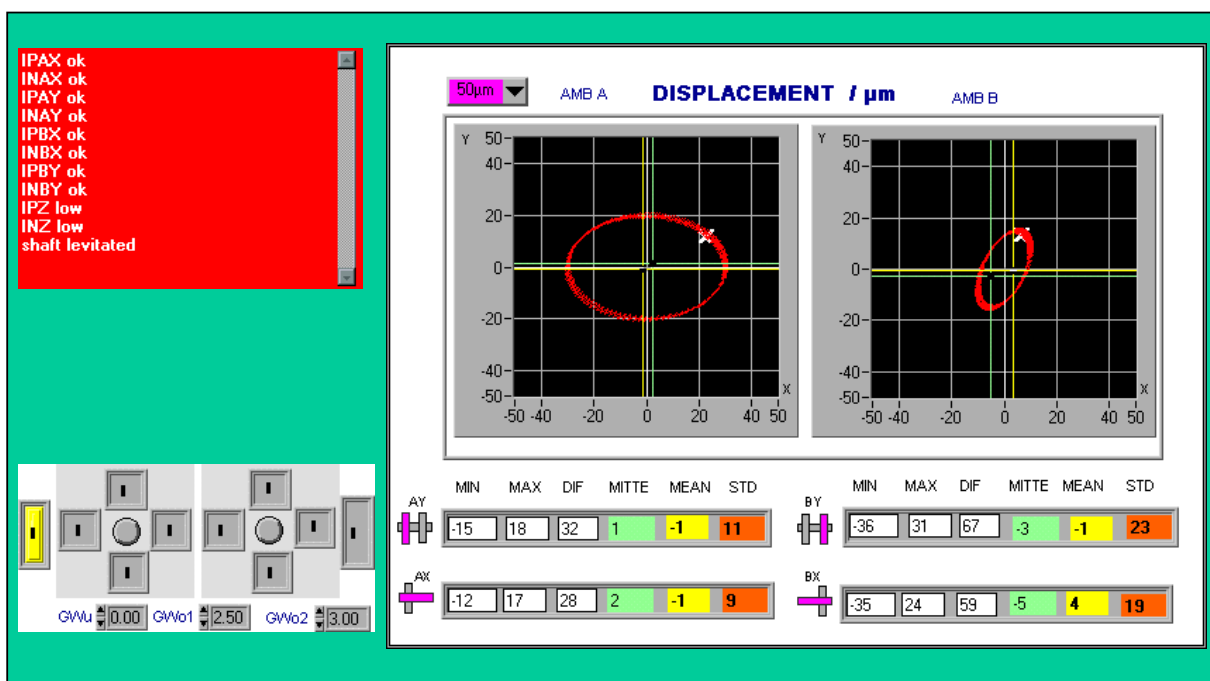 IPAX ok
INAX ok
IPAY ok
INAY ok
IPBX ok
INBX ok
IPBY ok
INBY ok
IPZ low
INZ low
shaft levitated
50µm AMB A DISPLACEMENT / µm AMB B
Y 50
40
20
0
-20
-40
-50
X
-50 -40 -20 0 20 40 50
Y 50
40
20
0
-20
-40
-50
X
-50 -40 -20 0 20 40 50
MIN MAX DIF MITTE MEAN STD
AY
-15 18 32 1 -1 11
AX
-12 17 28 2 -1 9
MIN MAX DIF MITTE MEAN STD
BY
-36 31 67 -3 -1 23
BX
-35 24 59 -5 4 19
GWu 0.00 GWo1 2.50 GWo2 3.00